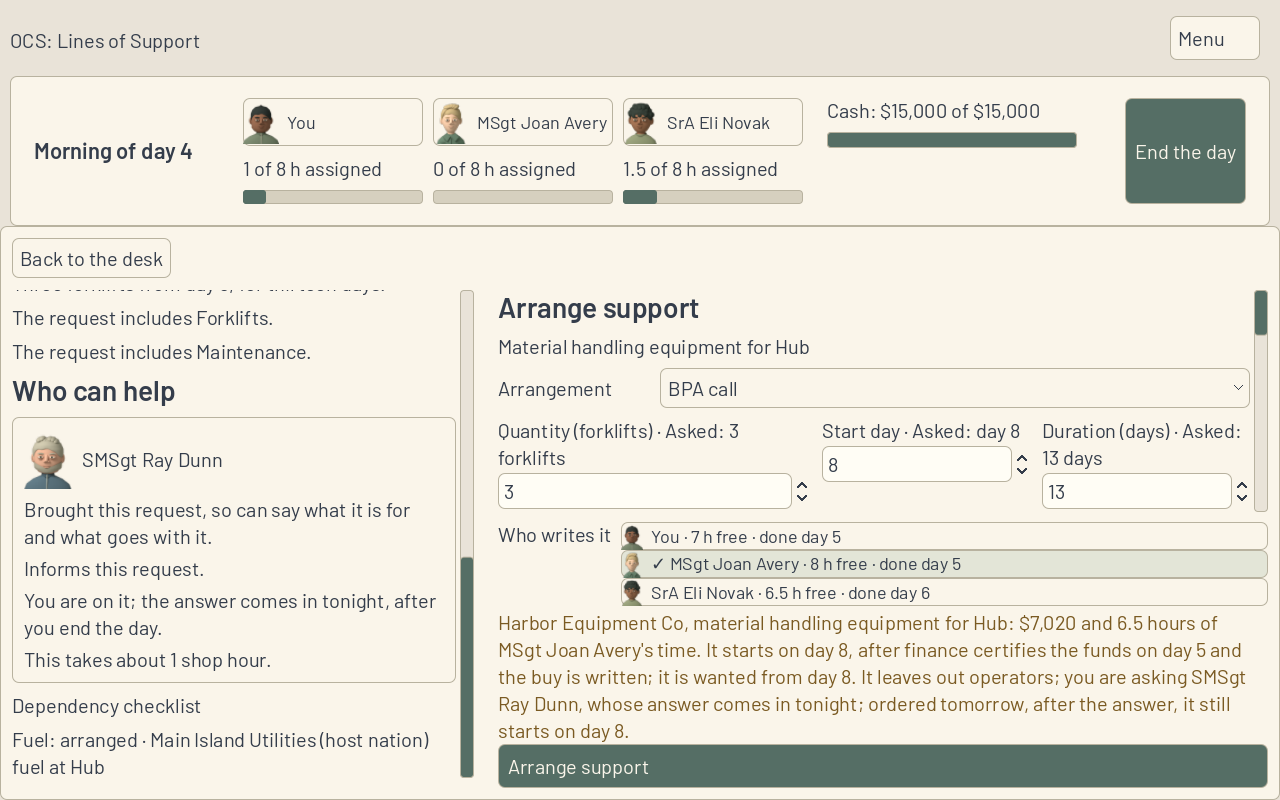 OCS: Lines of Support
Menu
Morning of day 4
You
1 of 8 h assigned
MSgt Joan Avery
0 of 8 h assigned
SrA Eli Novak
1.5 of 8 h assigned
Cash: $15,000 of $15,000
End the day
Back to the desk
The request includes Forklifts.
The request includes Maintenance.
Who can help
SMSgt Ray Dunn
Brought this request, so can say what it is for
and what goes with it.
Informs this request.
You are on it; the answer comes in tonight, after
you end the day.
This takes about 1 shop hour.
Dependency checklist
Fuel: arranged · Main Island Utilities (host nation)
fuel at Hub
Arrange support
Material handling equipment for Hub
Arrangement
BPA call
Quantity (forklifts) · Asked: 3
forklifts
3
Start day · Asked: day 8
8
Duration (days) · Asked:
13 days
13
Who writes it
You · 7 h free · done day 5
✓ MSgt Joan Avery · 8 h free · done day 5
SrA Eli Novak · 6.5 h free · done day 6
Harbor Equipment Co, material handling equipment for Hub: $7,020 and 6.5 hours of
MSgt Joan Avery's time. It starts on day 8, after finance certifies the funds on day 5 and
the buy is written; it is wanted from day 8. It leaves out operators; you are asking SMSgt
Ray Dunn, whose answer comes in tonight; ordered tomorrow, after the answer, it still
starts on day 8.
Arrange support